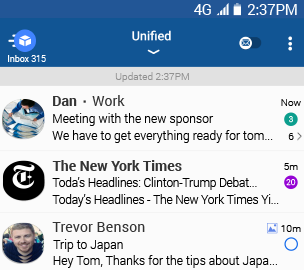 4G 2:37PM
Unified
Inbox 315
Updated 2:37PM
Dan • Work Now
Meeting with the new sponsor 3
We have to get everything ready for tom... 6 >
The New York Times 5m
Toda's Headlines: Clinton-Trump Debat... 20
Today's Headlines - The New York Times Yi...
Trevor Benson 10m
Trip to Japan
Hey Tom, Thanks for the tips about Japa...